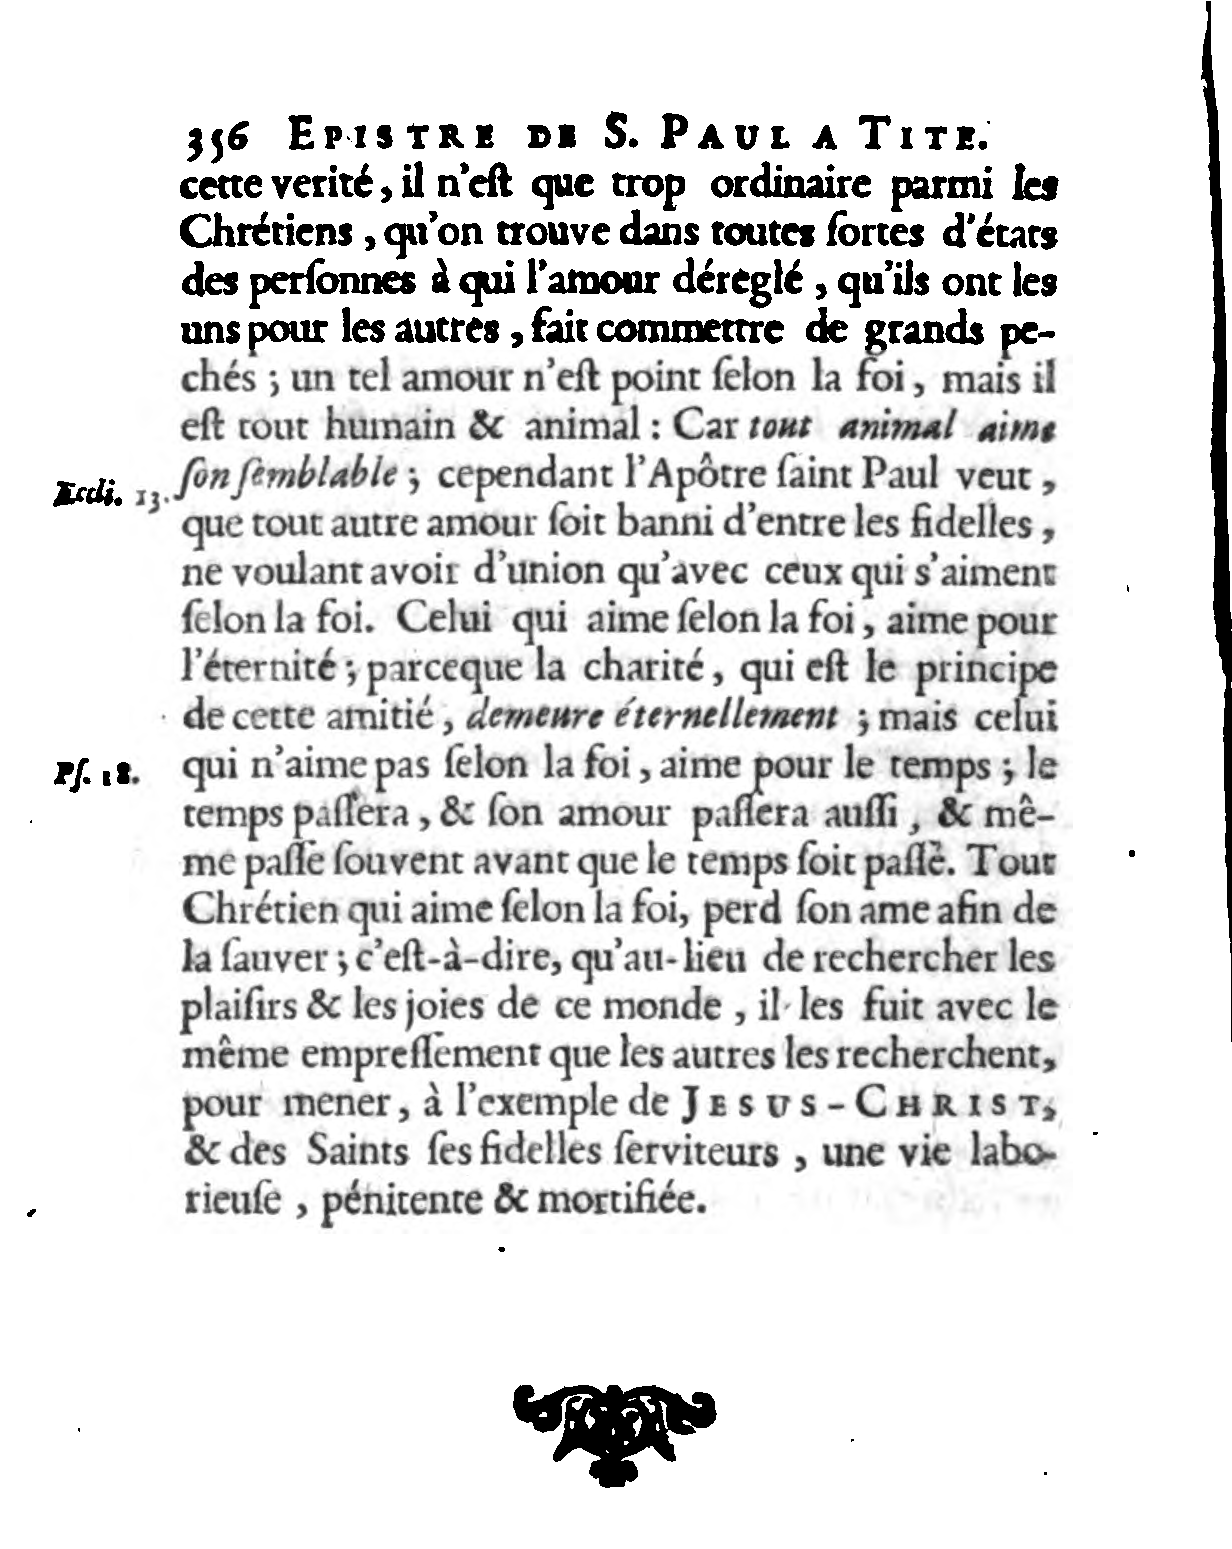 356 EPISTRE DE S. PAUL A TITE.
cette verité, il n'eſt que trop ordinaire parmi les
Chrétiens, qu'on trouve dans toutes ſortes d'états
des perſonnes à qui l'amour déreglé, qu'ils ont les
uns pour les autres, fait commettre de grands pe-
chés ; un tel amour n'eſt point ſelon la foi, mais il
eſt tout humain & animal : Car tout animal aime
Eccli. 13. ſon ſemblable ; cependant l'Apôtre ſaint Paul veut,
que tout autre amour ſoit banni d'entre les fidelles,
ne voulant avoir d'union qu'avec ceux qui s'aiment
ſelon la foi. Celui qui aime ſelon la foi, aime pour
l'éternité ; parceque la charité, qui eſt le principe
de cette amitié, demeure éternellement ; mais celui
Pſ. 18. qui n'aime pas ſelon la foi, aime pour le temps ; le
temps paſſera, & ſon amour paſſera auſſi, & mê-
me paſſe ſouvent avant que le temps ſoit paſſé. Tout
Chrétien qui aime ſelon la foi, perd ſon ame afin de
la ſauver ; c'eſt-à-dire, qu'au-lieu de rechercher les
plaiſirs & les joies de ce monde, il les fuit avec le
même empreſſement que les autres les recherchent,
pour mener, à l'exemple de JESUS-CHRIST,
& des Saints ſes fidelles ſerviteurs, une vie labo-
rieuſe, pénitente & mortifiée.